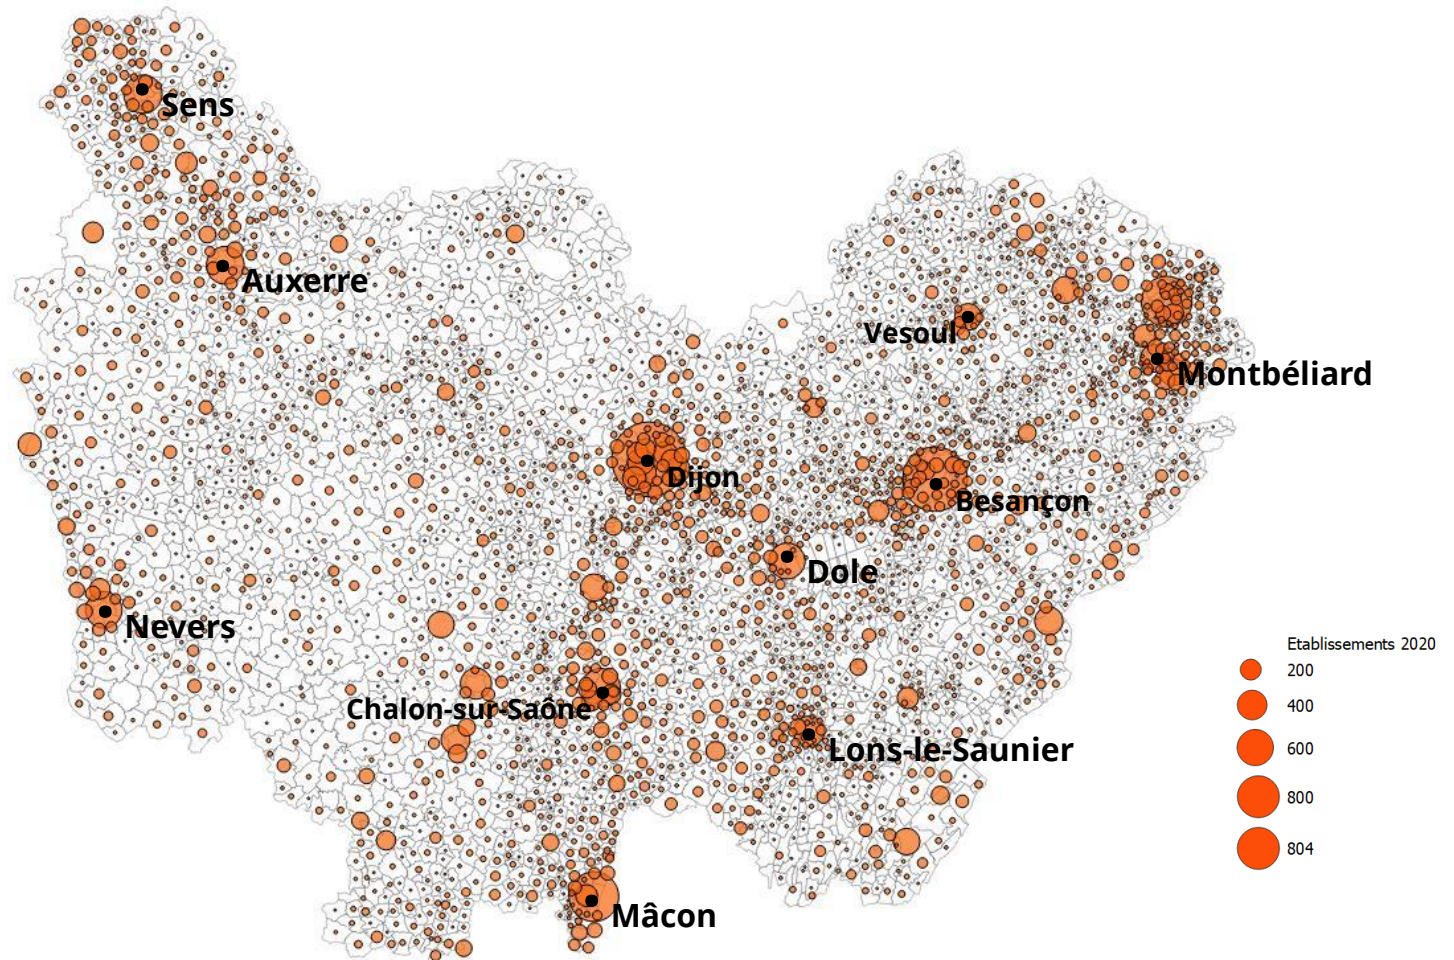 Sens
Auxerre
Vesoul
Montbéliard
Dijon
Besançon
Dole
Nevers
Chalon-sur-Saône
Lons-le-Saunier
Mâcon
Etablissements 2020
200
400
600
800
804